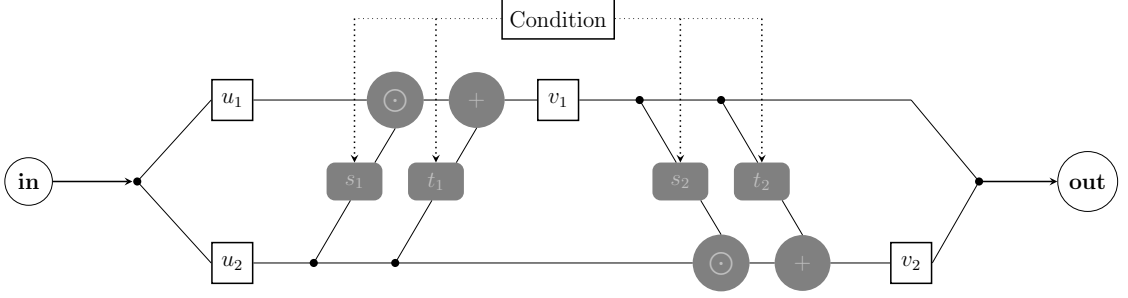 Condition
u₁ ⊙ + v₁
in s₁ t₁ s₂ t₂ out
u₂ ⊙ + v₂